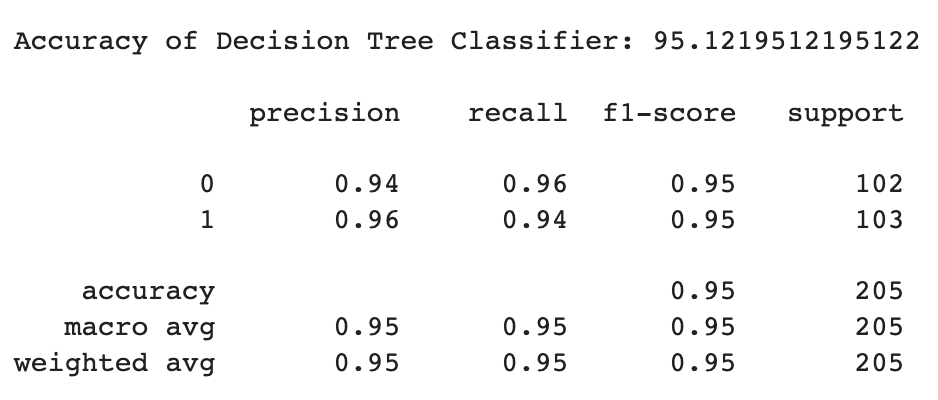 Accuracy of Decision Tree Classifier: 95.1219512195122
precision recall f1-score support
0 0.94 0.96 0.95 102
1 0.96 0.94 0.95 103
accuracy 0.95 205
macro avg 0.95 0.95 0.95 205
weighted avg 0.95 0.95 0.95 205